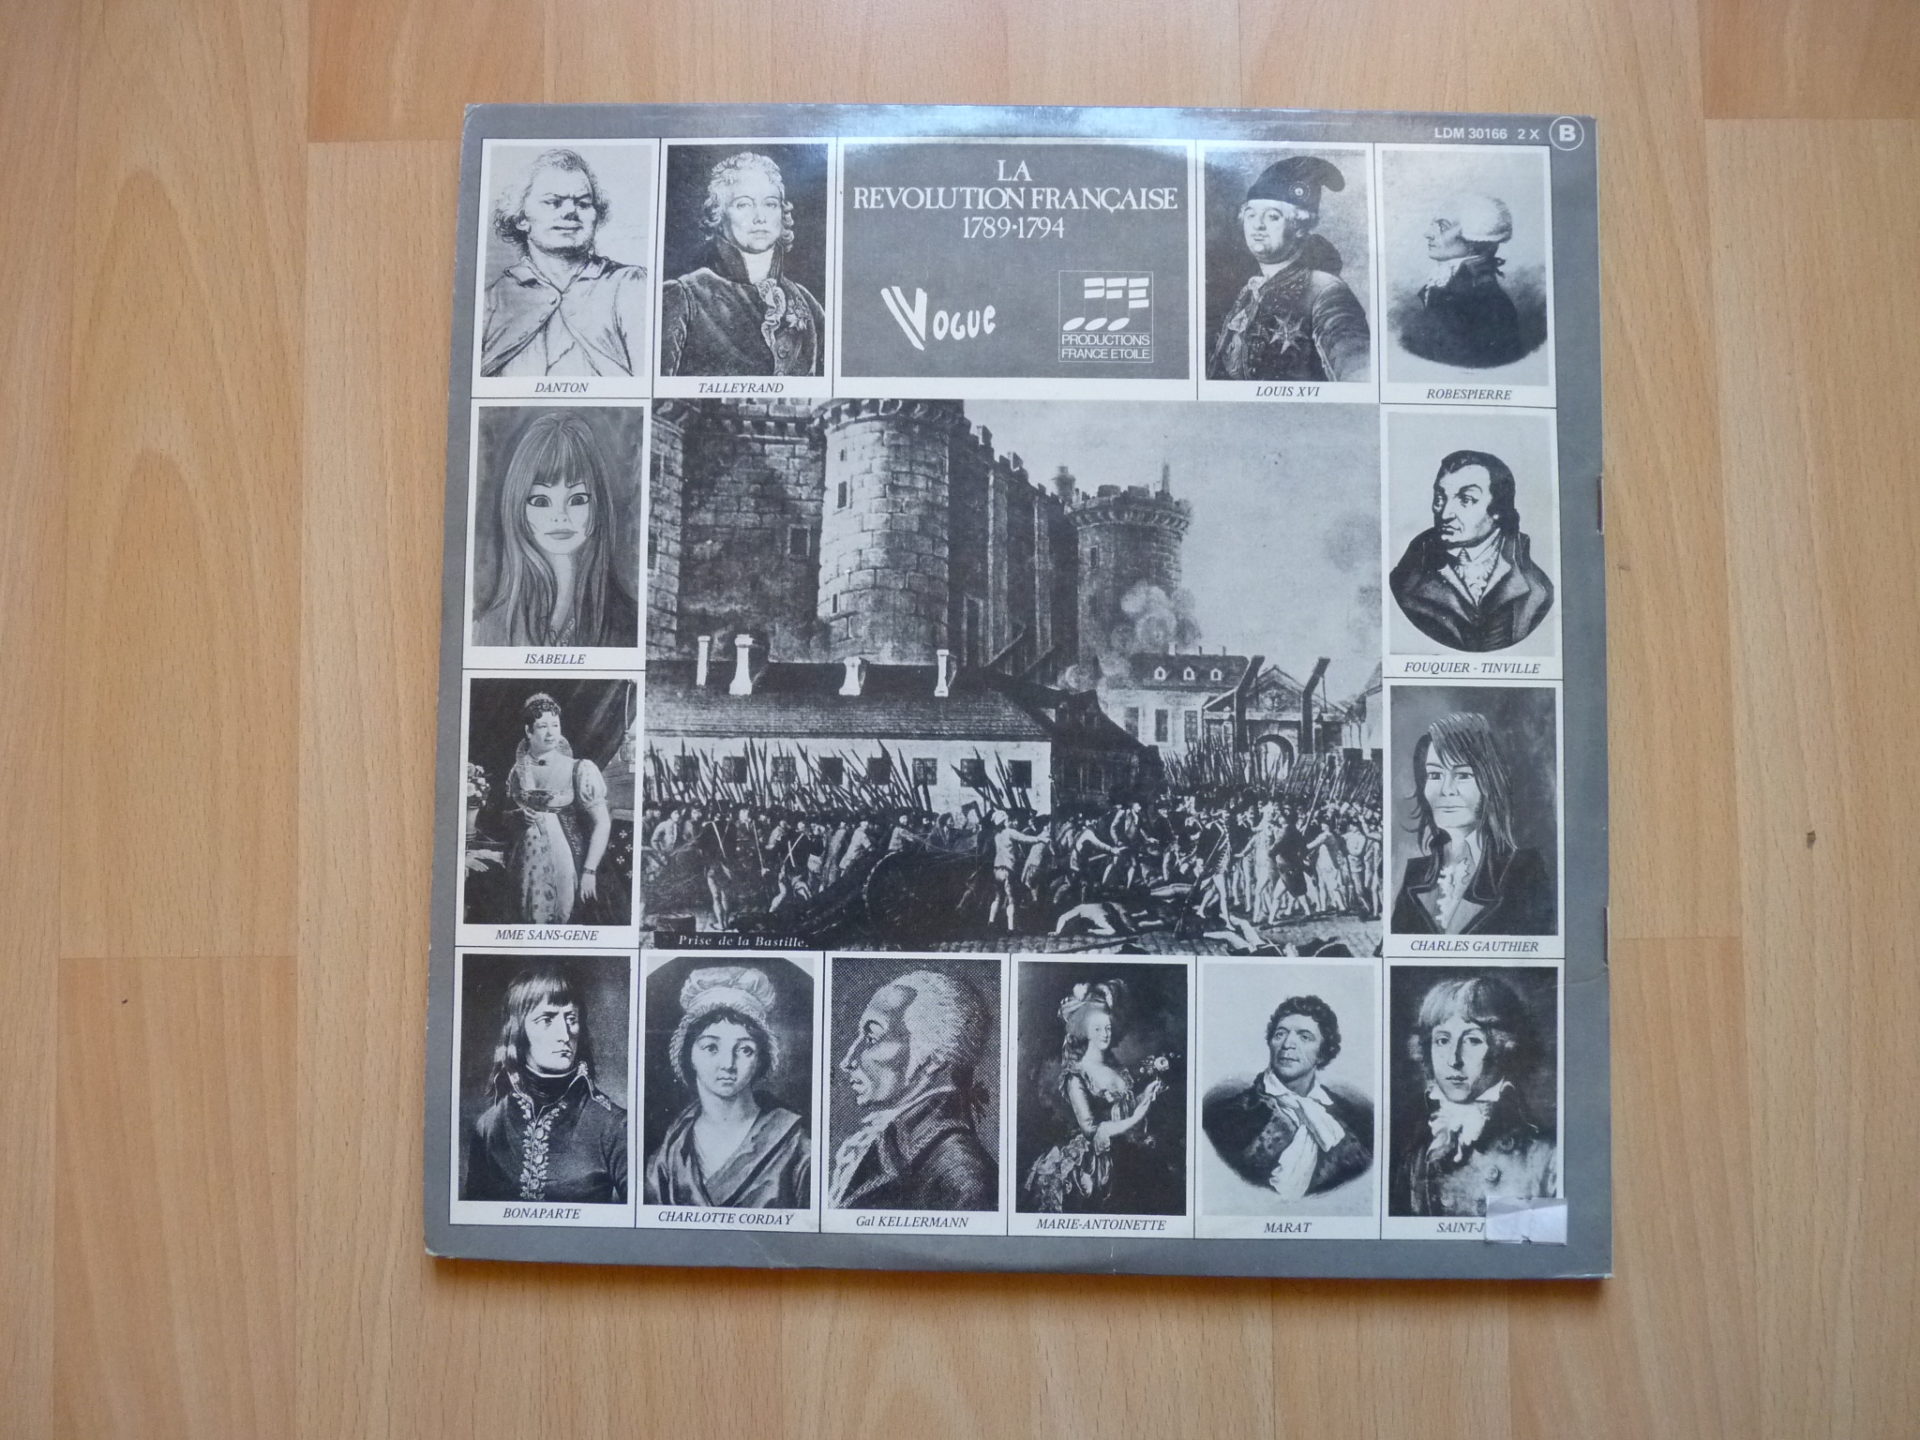 LDM 30166 2 X B
LA
REVOLUTION FRANÇAISE
1789·1794
VOGUE
PRODUCTIONS
FRANCE ETOILE
DANTON
TALLEYRAND
LOUIS XVI
ROBESPIERRE
ISABELLE
FOUQUIER - TINVILLE
MME SANS-GENE
CHARLES GAUTHIER
Prise de la Bastille.
BONAPARTE
CHARLOTTE CORDAY
Gal KELLERMANN
MARIE-ANTOINETTE
MARAT
SAINT-J